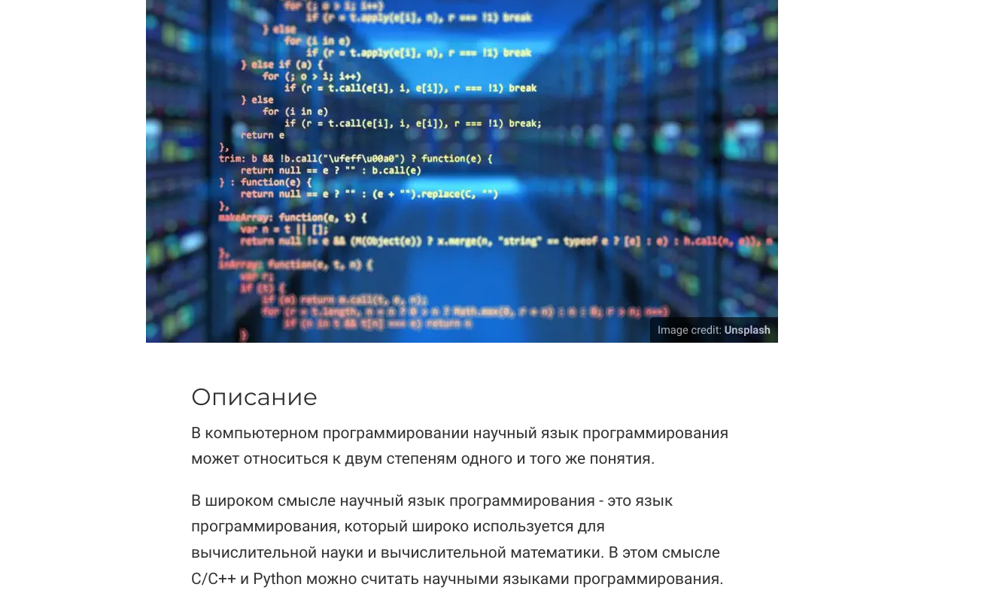 for (; o > i; i++)
if (r = t.apply(e[i], n), r === !1) break
} else
for (i in e)
if (r = t.apply(e[i], n), r === !1) break
} else if (a) {
for (; o > i; i++)
if (r = t.call(e[i], i, e[i]), r === !1) break
} else
for (i in e)
if (r = t.call(e[i], i, e[i]), r === !1) break;
return e
},
trim: b && !b.call("\ufeff\u00a0") ? function(e) {
return null == e ? "" : b.call(e)
} : function(e) {
return null == e ? "" : (e + "").replace(C, "")
},
makeArray: function(e, t) {
var n = t || [];
return null != e && (M(Object(e)) ? x.merge(n, "string" == typeof e ? [e] : e) : h.call(n, e)), n
},
inArray: function(e, t, n) {
var r;
if (t) {
if (m) return m.call(t, e, n);
for (r = t.length, n = n ? 0 > n ? Math.max(0, r + n) : n : 0; r > n; n++)
if (n in t && t[n] === e) return n
}
Image credit: Unsplash
Описание
В компьютерном программировании научный язык программирования
может относиться к двум степеням одного и того же понятия.
В широком смысле научный язык программирования - это язык
программирования, который широко используется для
вычислительной науки и вычислительной математики. В этом смысле
C/C++ и Python можно считать научными языками программирования.